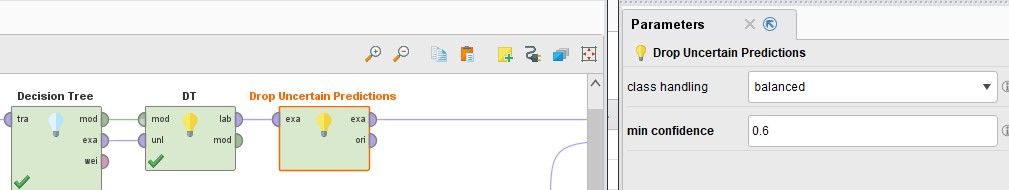 Parameters
Drop Uncertain Predictions
class handling
balanced
min confidence
0.6
Decision Tree
DT
Drop Uncertain Predictions
tra
mod
mod
lab
exa
exa
exa
unl
mod
ori
wei